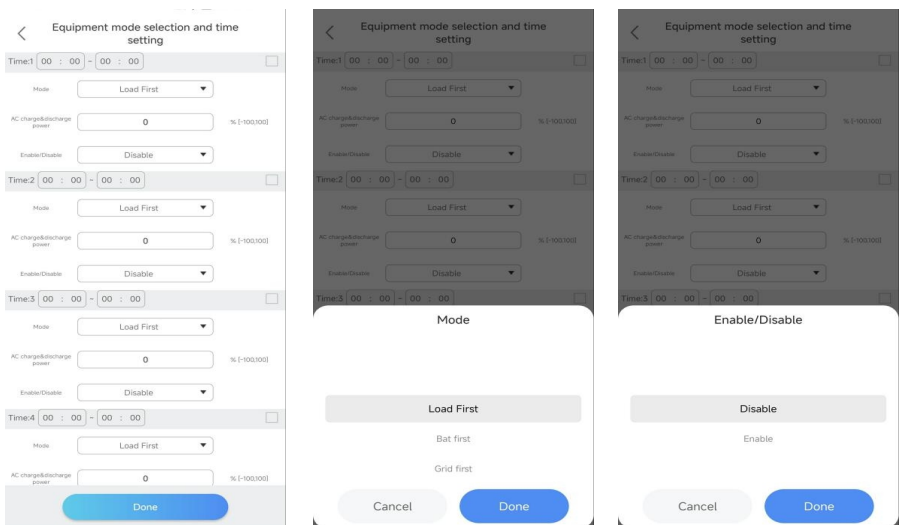 Equipment mode selection and time
setting
Time:1 00 : 00 ~ 00 : 00
Mode Load First
AC charge&discharge
power 0 % [-100,100]
Enable/Disable Disable
Time:2 00 : 00 ~ 00 : 00
Mode Load First
AC charge&discharge
power 0 % [-100,100]
Enable/Disable Disable
Time:3 00 : 00 ~ 00 : 00
Mode Load First
AC charge&discharge
power 0 % [-100,100]
Enable/Disable Disable
Time:4 00 : 00 ~ 00 : 00
Mode Load First
AC charge&discharge
power 0 % [-100,100]
Done
Equipment mode selection and time
setting
Time:1 00 : 00 ~ 00 : 00
Mode Load First
AC charge&discharge
power 0 % [-100,100]
Enable/Disable Disable
Time:2 00 : 00 ~ 00 : 00
Mode Load First
AC charge&discharge
power 0 % [-100,100]
Enable/Disable Disable
Time:3 00 : 00 ~ 00 : 00
Mode
Load First
Bat first
Grid first
Cancel Done
Equipment mode selection and time
setting
Time:1 00 : 00 ~ 00 : 00
Mode Load First
AC charge&discharge
power 0 % [-100,100]
Enable/Disable Disable
Time:2 00 : 00 ~ 00 : 00
Mode Load First
AC charge&discharge
power 0 % [-100,100]
Enable/Disable Disable
Time:3 00 : 00 ~ 00 : 00
Enable/Disable
Disable
Enable
Cancel Done